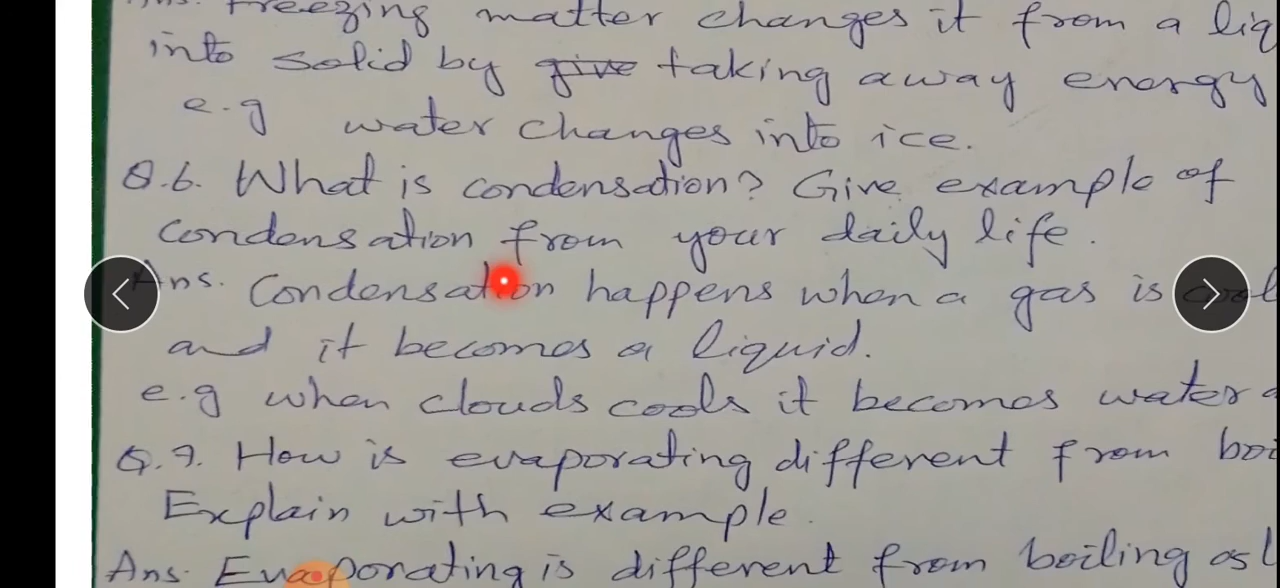 Freezing matter changes it from a liq
into solid by give taking away energy
e.g water changes into ice.
Q.6. What is condensation? Give example of
condensation from your daily life.
Ans. Condensation happens when a gas is cool
and it becomes a liquid.
e.g when clouds cools it becomes water
Q.7. How is evaporating different from boi
Explain with example.
Ans. Evaporating is different from boiling as